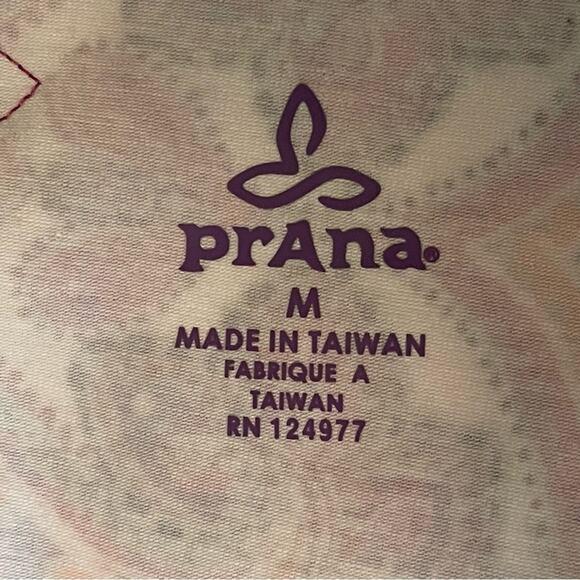 prAna®
M
MADE IN TAIWAN
FABRIQUE A
TAIWAN
RN 124977